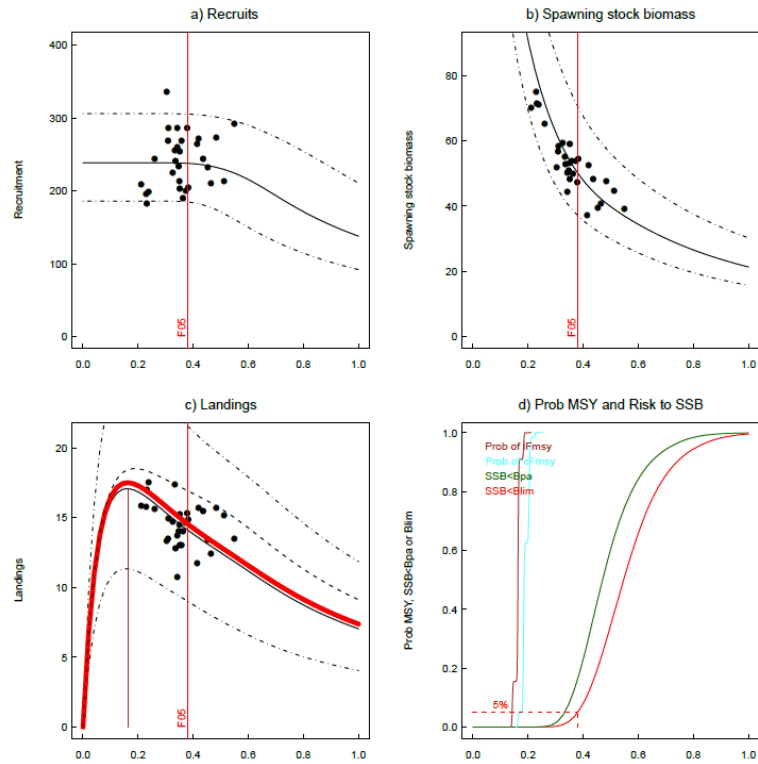 a) Recruits
Recruitment
400
300
200
100
0
F05
0.0 0.2 0.4 0.6 0.8 1.0
b) Spawning stock biomass
Spawning stock biomass
80
60
40
20
0
F05
0.0 0.2 0.4 0.6 0.8 1.0
c) Landings
Landings
20
15
10
5
0
F05
0.0 0.2 0.4 0.6 0.8 1.0
d) Prob MSY and Risk to SSB
Prob MSY, SSB<Bpa or Blim
1.0
0.8
0.6
0.4
0.2
0.0
Prob of lFmsy
Prob of cFmsy
SSB<Bpa
SSB<Blim
5%
0.0 0.2 0.4 0.6 0.8 1.0